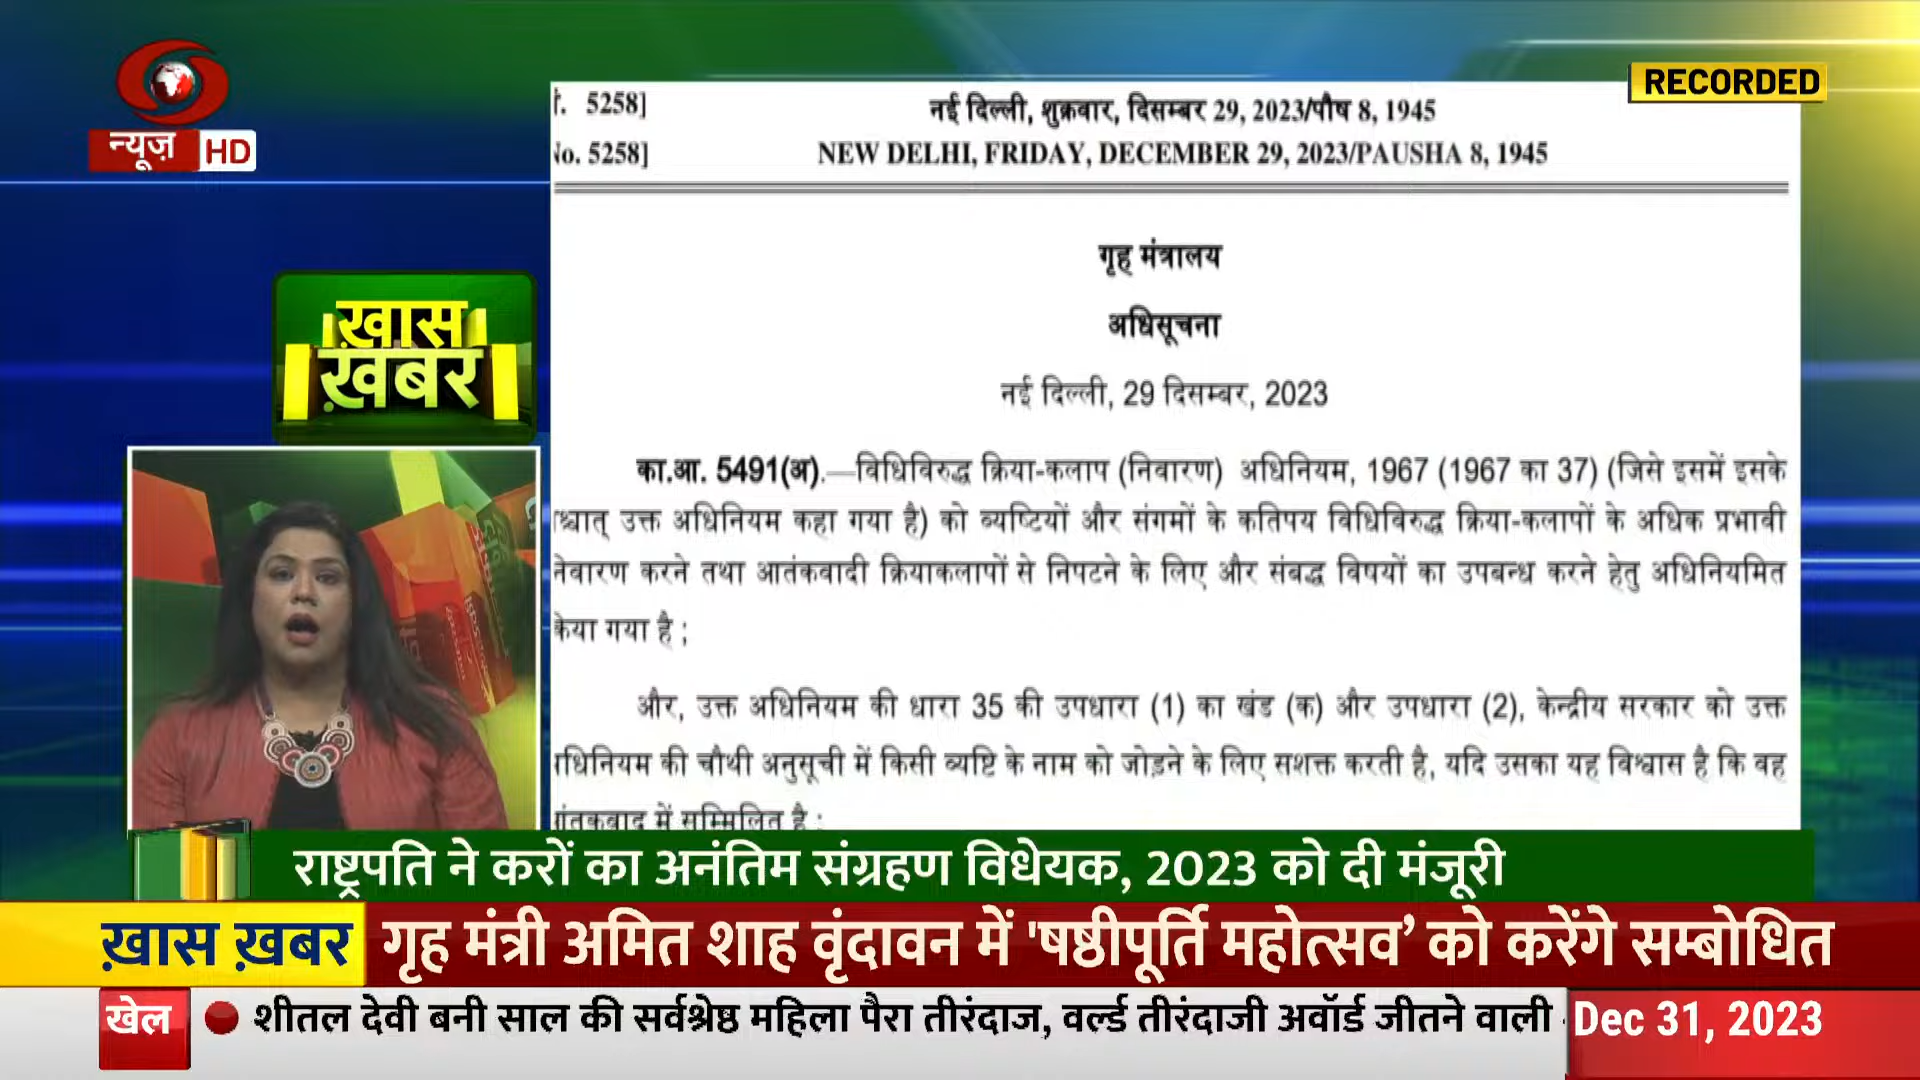 न्यूज़ HD
RECORDED
5258]
नई दिल्ली, शुक्रवार, दिसम्बर 29, 2023/पौष 8, 1945
No. 5258]
NEW DELHI, FRIDAY, DECEMBER 29, 2023/PAUSHA 8, 1945
गृह मंत्रालय
अधिसूचना
नई दिल्ली, 29 दिसम्बर, 2023
का.आ. 5491(अ).—विधिविरुद्ध क्रिया-कलाप (निवारण) अधिनियम, 1967 (1967 का 37) (जिसे इसमें इसके
उक्त अधिनियम कहा गया है) को व्यष्टियों और संगमों के कतिपय विधिविरुद्ध क्रिया-कलापों के अधिक प्रभावी
करने तथा आतंकवादी क्रियाकलापों से निपटने के लिए और संबद्ध विषयों का उपबन्ध करने हेतु अधिनियमित
गया है ;
और, उक्त अधिनियम की धारा 35 की उपधारा (1) का खंड (क) और उपधारा (2), केन्द्रीय सरकार को उक्त
की चौथी अनुसूची में किसी व्यष्टि के नाम को जोड़ने के लिए सशक्त करती है, यदि उसका यह विश्वास है कि वह
में सम्मिलित है ;
ख़ास
ख़बर
राष्ट्रपति ने करों का अनंतिम संग्रहण विधेयक, 2023 को दी मंजूरी
ख़ास ख़बर गृह मंत्री अमित शाह वृंदावन में 'षष्ठीपूर्ति महोत्सव’ को करेंगे सम्बोधित
खेल शीतल देवी बनी साल की सर्वश्रेष्ठ महिला पैरा तीरंदाज, वर्ल्ड तीरंदाजी अवॉर्ड जीतने वाली Dec 31, 2023